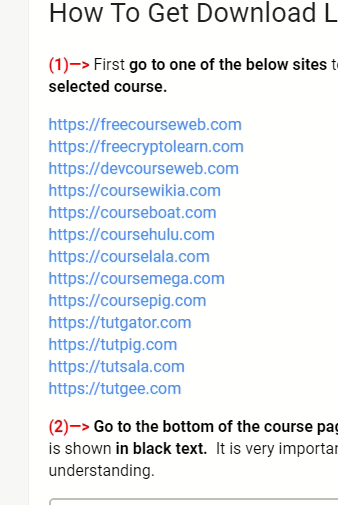 How To Get Download L
(1)—> First go to one of the below sites t
selected course.
https://freecourseweb.com
https://freecryptolearn.com
https://devcourseweb.com
https://coursewikia.com
https://courseboat.com
https://coursehulu.com
https://courselala.com
https://coursemega.com
https://coursepig.com
https://tutgator.com
https://tutpig.com
https://tutsala.com
https://tutgee.com
(2)—> Go to the bottom of the course pag
is shown in black text. It is very importan
understanding.